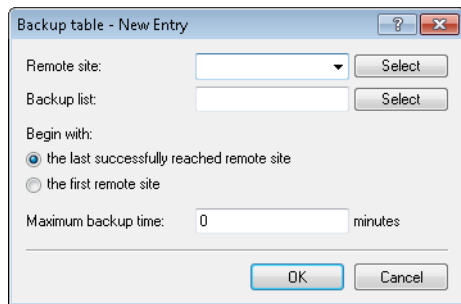 Backup table - New Entry
Remote site: Select
Backup list: Select
Begin with:
the last successfully reached remote site
the first remote site
Maximum backup time: 0 minutes
OK Cancel